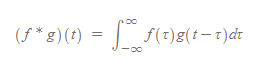 (f * g)(t) = ∫_{-∞}^{∞} f(τ)g(t − τ)dτ